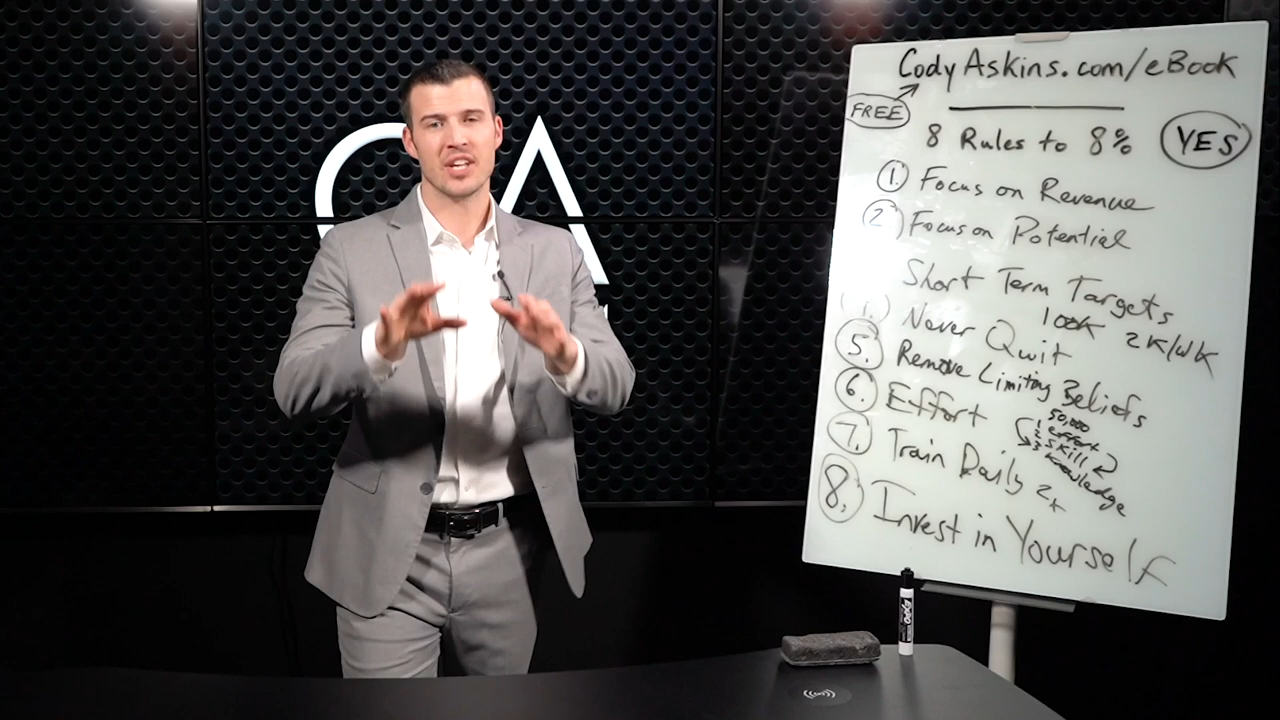 CA
CodyAskins.com/eBook
FREE
8 Rules to 8%
YES
1. Focus on Revenue
2. Focus on Potential
Short Term Targets
100K 2K/WK
Never Quit
5. Remove Limiting Beliefs
6. Effort
50,000
1 effort
2 skill
3 knowledge
7. Train Daily
8. Invest in Yourself
EXPO